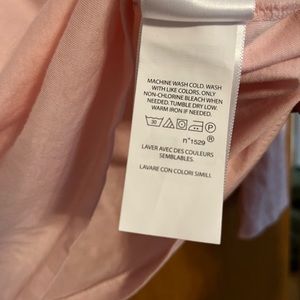 MACHINE WASH COLD. WASH
WITH LIKE COLORS. ONLY
NON-CHLORINE BLEACH WHEN
NEEDED. TUMBLE DRY LOW.
WARM IRON IF NEEDED.
30 P
n°1529
LAVER AVEC DES COULEURS
SEMBLABLES.
LAVARE CON COLORI SIMILI.